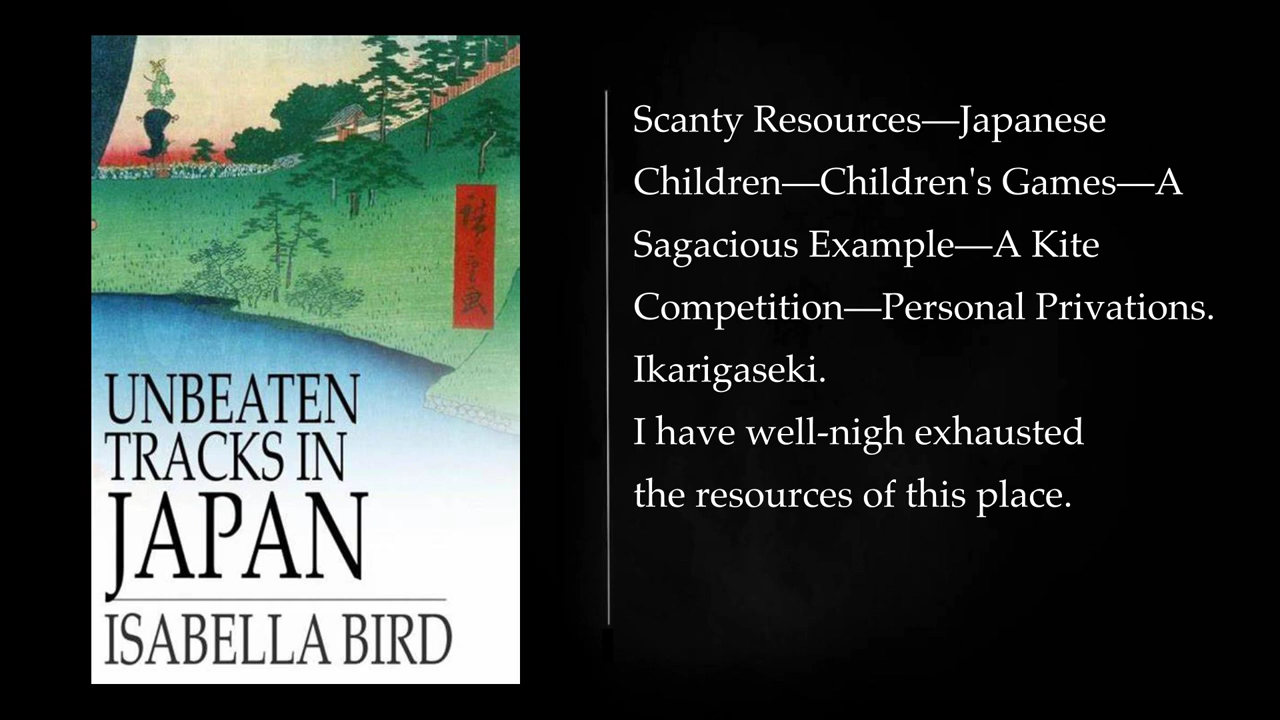 UNBEATEN
TRACKS IN
JAPAN
ISABELLA BIRD
Scanty Resources—Japanese
Children—Children's Games—A
Sagacious Example—A Kite
Competition—Personal Privations.
Ikarigaseki.
I have well-nigh exhausted
the resources of this place.